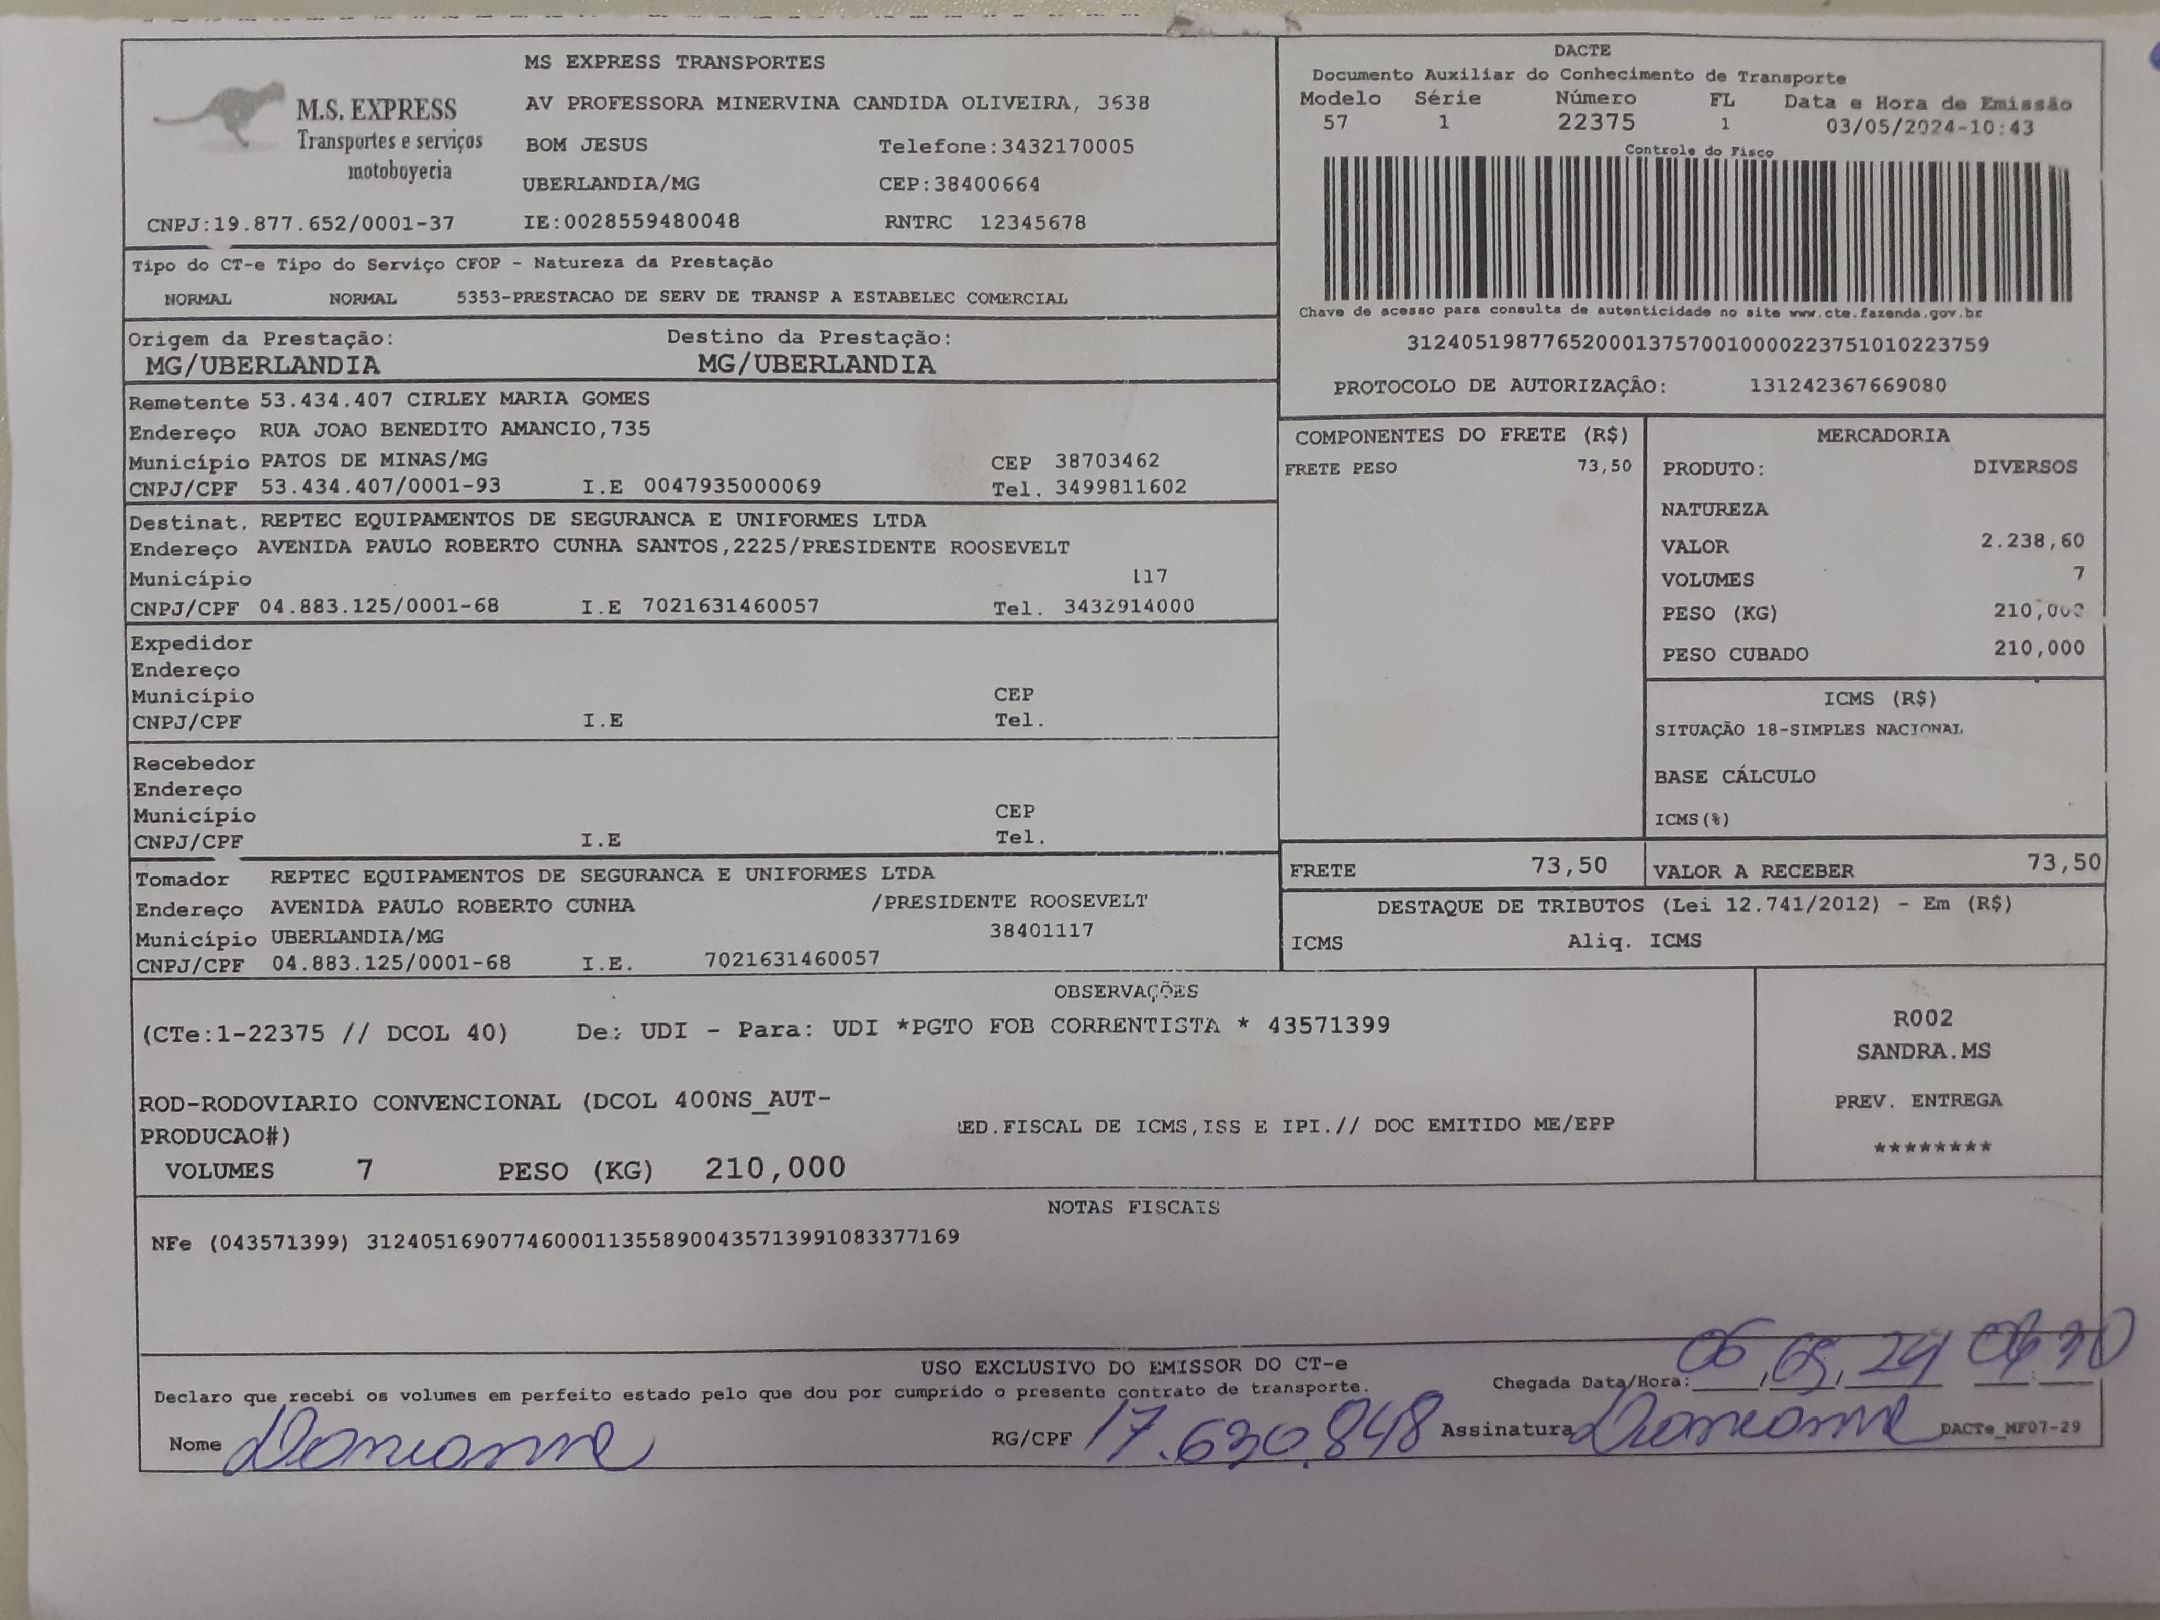 MS EXPRESS TRANSPORTES
M.S. EXPRESS
Transportes e serviços
motoboyecia
AV PROFESSORA MINERVINA CANDIDA OLIVEIRA, 3638
BOM JESUS Telefone:3432170005
UBERLANDIA/MG CEP:38400664
CNPJ:19.877.652/0001-37 IE:0028559480048 RNTRC 12345678
DACTE
Documento Auxiliar do Conhecimento de Transporte
Modelo Série Número FL Data e Hora de Emissão
57 1 22375 1 03/05/2024-10:43
Controle do Fisco
Chave de acesso para consulta de autenticidade no site www.cte.fazenda.gov.br
31240519877652000137570010000223751010223759
PROTOCOLO DE AUTORIZAÇÃO: 131242367669080
Tipo do CT-e Tipo do Serviço CFOP - Natureza da Prestação
NORMAL NORMAL 5353-PRESTACAO DE SERV DE TRANSP A ESTABELEC COMERCIAL
Origem da Prestação: Destino da Prestação:
MG/UBERLANDIA MG/UBERLANDIA
Remetente 53.434.407 CIRLEY MARIA GOMES
Endereço RUA JOAO BENEDITO AMANCIO,735
Município PATOS DE MINAS/MG CEP 38703462
CNPJ/CPF 53.434.407/0001-93 I.E 0047935000069 Tel. 3499811602
Destinat. REPTEC EQUIPAMENTOS DE SEGURANCA E UNIFORMES LTDA
Endereço AVENIDA PAULO ROBERTO CUNHA SANTOS,2225/PRESIDENTE ROOSEVELT
Município 117
CNPJ/CPF 04.883.125/0001-68 I.E 7021631460057 Tel. 3432914000
Expedidor
Endereço
Município CEP
CNPJ/CPF I.E Tel.
Recebedor
Endereço
Município CEP
CNPJ/CPF I.E Tel.
Tomador REPTEC EQUIPAMENTOS DE SEGURANCA E UNIFORMES LTDA
Endereço AVENIDA PAULO ROBERTO CUNHA /PRESIDENTE ROOSEVELT
Município UBERLANDIA/MG 38401117
CNPJ/CPF 04.883.125/0001-68 I.E. 7021631460057
COMPONENTES DO FRETE (R$)
FRETE PESO 73,50
MERCADORIA
PRODUTO: DIVERSOS
NATUREZA
VALOR 2.238,60
VOLUMES 7
PESO (KG) 210,000
PESO CUBADO 210,000
ICMS (R$)
SITUAÇÃO 18-SIMPLES NACIONAL
BASE CÁLCULO
ICMS(%)
FRETE 73,50 VALOR A RECEBER 73,50
DESTAQUE DE TRIBUTOS (Lei 12.741/2012) - Em (R$)
ICMS Aliq. ICMS
OBSERVAÇÕES
(CTe:1-22375 // DCOL 40) De: UDI - Para: UDI *PGTO FOB CORRENTISTA * 43571399
ROD-RODOVIARIO CONVENCIONAL (DCOL 400NS_AUT-
PRODUCAO#) ED.FISCAL DE ICMS,ISS E IPI.// DOC EMITIDO ME/EPP
VOLUMES 7 PESO (KG) 210,000
R002
SANDRA.MS
PREV. ENTREGA
********
NOTAS FISCAIS
NFe (043571399) 31240516907746000113558900435713991083377169
USO EXCLUSIVO DO EMISSOR DO CT-e
Declaro que recebi os volumes em perfeito estado pelo que dou por cumprido o presente contrato de transporte.
Chegada Data/Hora: 06/05/24
Nome RG/CPF 17.630.848 Assinatura DACTe_MF07-29